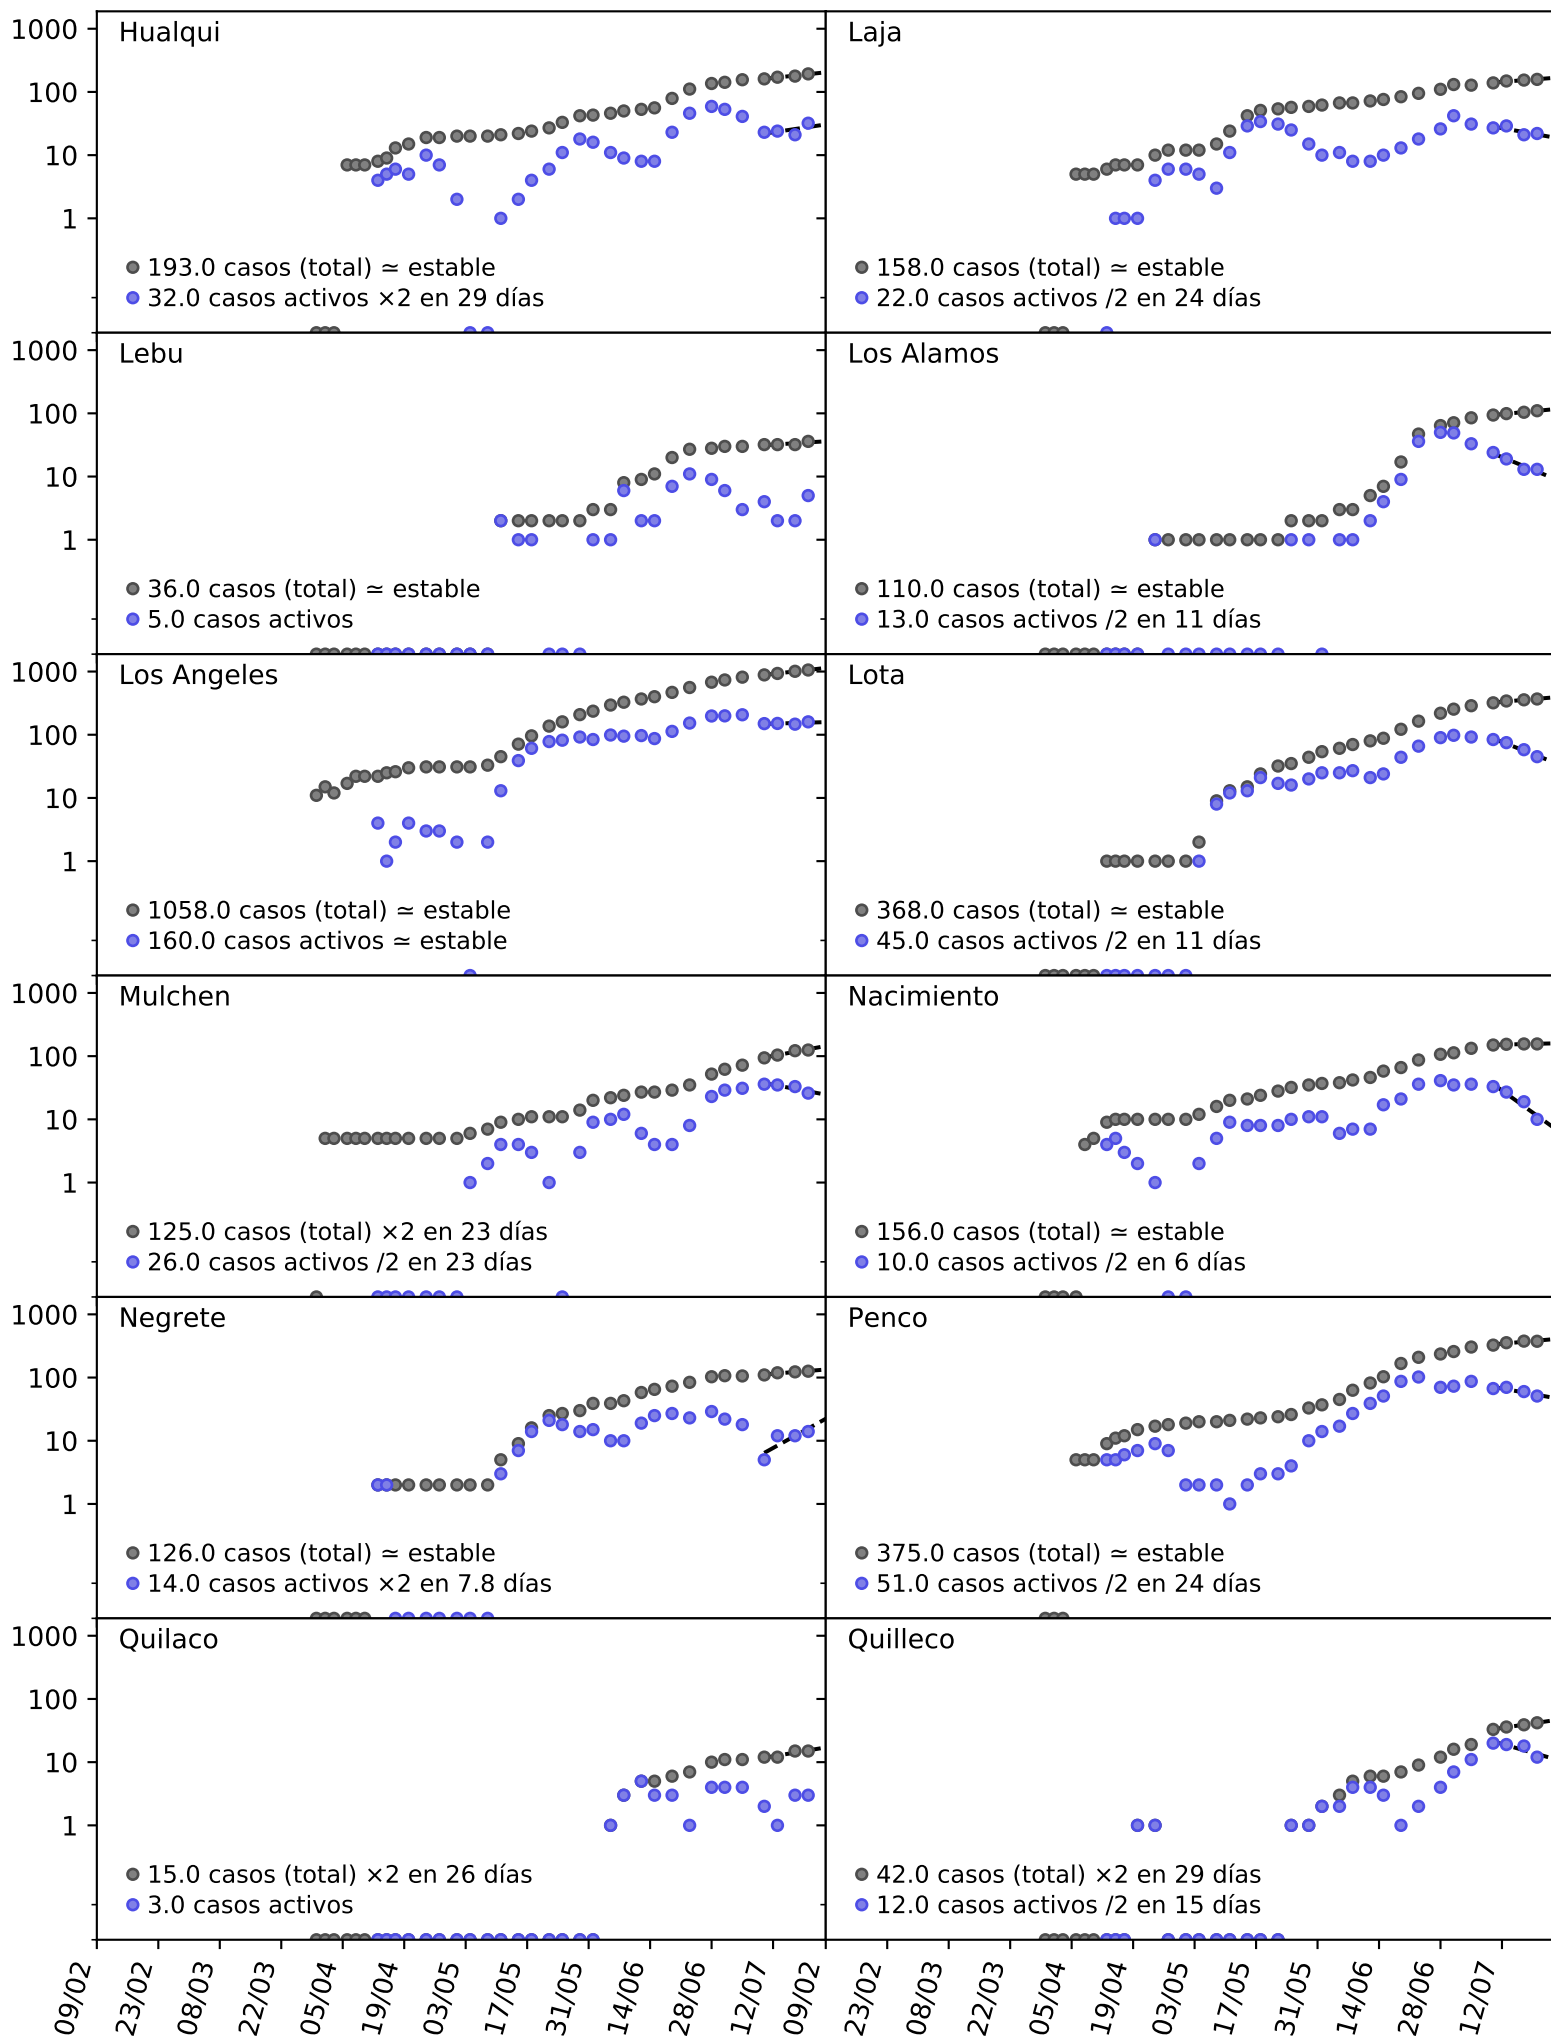 Hualqui
1000
100
10
1
193.0 casos (total) ≃ estable
32.0 casos activos ×2 en 29 días
Laja
158.0 casos (total) ≃ estable
22.0 casos activos /2 en 24 días
Lebu
1000
100
10
1
36.0 casos (total) ≃ estable
5.0 casos activos
Los Alamos
110.0 casos (total) ≃ estable
13.0 casos activos /2 en 11 días
Los Angeles
1000
100
10
1
1058.0 casos (total) ≃ estable
160.0 casos activos ≃ estable
Lota
368.0 casos (total) ≃ estable
45.0 casos activos /2 en 11 días
Mulchen
1000
100
10
1
125.0 casos (total) ×2 en 23 días
26.0 casos activos /2 en 23 días
Nacimiento
156.0 casos (total) ≃ estable
10.0 casos activos /2 en 6 días
Negrete
1000
100
10
1
126.0 casos (total) ≃ estable
14.0 casos activos ×2 en 7.8 días
Penco
375.0 casos (total) ≃ estable
51.0 casos activos /2 en 24 días
Quilaco
1000
100
10
1
15.0 casos (total) ×2 en 26 días
3.0 casos activos
Quilleco
42.0 casos (total) ×2 en 29 días
12.0 casos activos /2 en 15 días
09/02
23/02
08/03
22/03
05/04
19/04
03/05
17/05
31/05
14/06
28/06
12/07
09/02
23/02
08/03
22/03
05/04
19/04
03/05
17/05
31/05
14/06
28/06
12/07